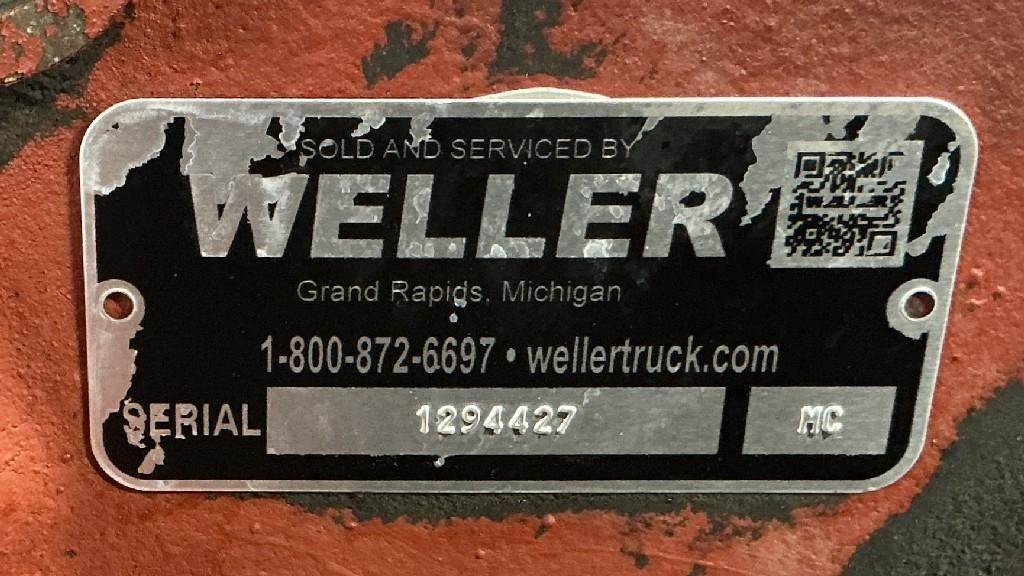 SOLD AND SERVICED BY
WELLER
Grand Rapids, Michigan
1-800-872-6697 • wellertruck.com
SERIAL 1294427 MC